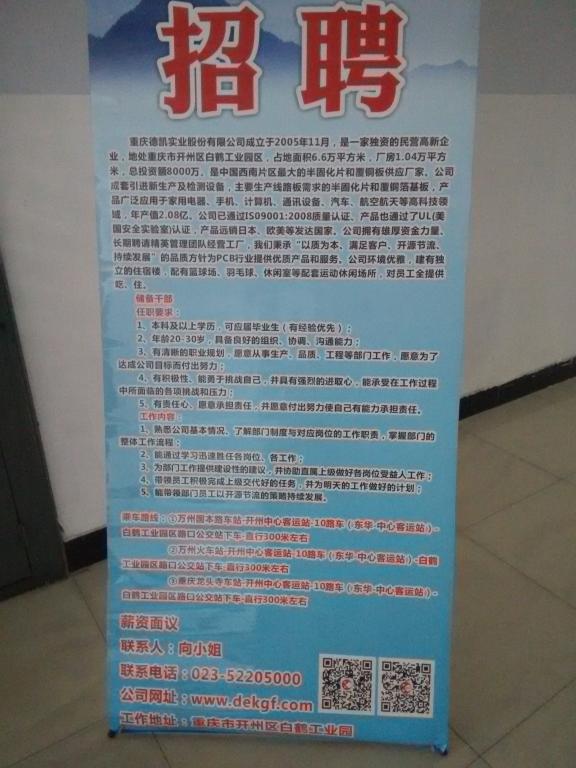 招聘
重庆德凯实业股份有限公司成立于2005年11月，是一家独资的民营高新企
业，地处重庆市开州区白鹤工业园区，占地面积6.6万平方米，厂房1.04万平方
米，总投资额8000万，是中国西南片区最大的半固化片和覆铜板供应厂家。公司
成套引进新生产及检测设备，主要生产线路板需求的半固化片和覆铜箔基板，产
品广泛应用于家用电器、手机、计算机、通讯设备、汽车、航空航天等高科技领
域，年产值2.08亿。公司已通过ISO9001:2008质量认证、产品也通过了UL(美
国安全实验室)认证，产品远销日本、欧美等发达国家。公司拥有雄厚资金力量、
长期聘请精英管理团队经营工厂，我们秉承“以质为本、满足客户、开源节流、
持续发展”的品质方针为PCB行业提供优质产品和服务。公司环境优雅，建有独
立的住宿楼，配有篮球场、羽毛球、休闲室等配套运动休闲场所，对员工全提供
吃、住。
储备干部
任职要求：
1、本科及以上学历，可应届毕业生（有经验优先）；
2、年龄20-30岁，具备良好的组织、协调、沟通能力；
3、有清晰的职业规划，愿意从事生产、品质、工程等部门工作，愿意为了
达成公司目标而付出努力；
4、有积极性、能勇于挑战自己，并具有强烈的进取心，能承受在工作过程
中所面临的各项挑战和压力；
5、有责任心、愿意承担责任，并愿意付出努力使自己有能力承担责任。
工作内容：
1、熟悉公司基本情况、了解部门制度与对应岗位的工作职责，掌握部门的
整体工作流程；
2、能通过学习迅速胜任各岗位、各工作；
3、为部门工作提供建设性的建议，并协助直属上级做好各岗位受益人工作；
4、带领员工积极完成上级交代好的任务，并为明天的工作做好的计划；
5、能带领部门员工以开源节流的策略持续发展。
乘车路线：①万州国本路车站-开州中心客运站-10路车（东华-中心客运站）-
白鹤工业园区路口公交站下车-直行300米左右
②万州火车站-开州中心客运站-10路车（东华-中心客运站）-白鹤
工业园区路口公交站下车-直行300米左右
③重庆龙头寺车站-开州中心客运站-10路车（东华-中心客运站）-
白鹤工业园区路口公交站下车-直行300米左右
薪资面议
联系人：向小姐
联系电话：023-52205000
公司网址：www.dekgf.com
工作地址：重庆市开州区白鹤工业园